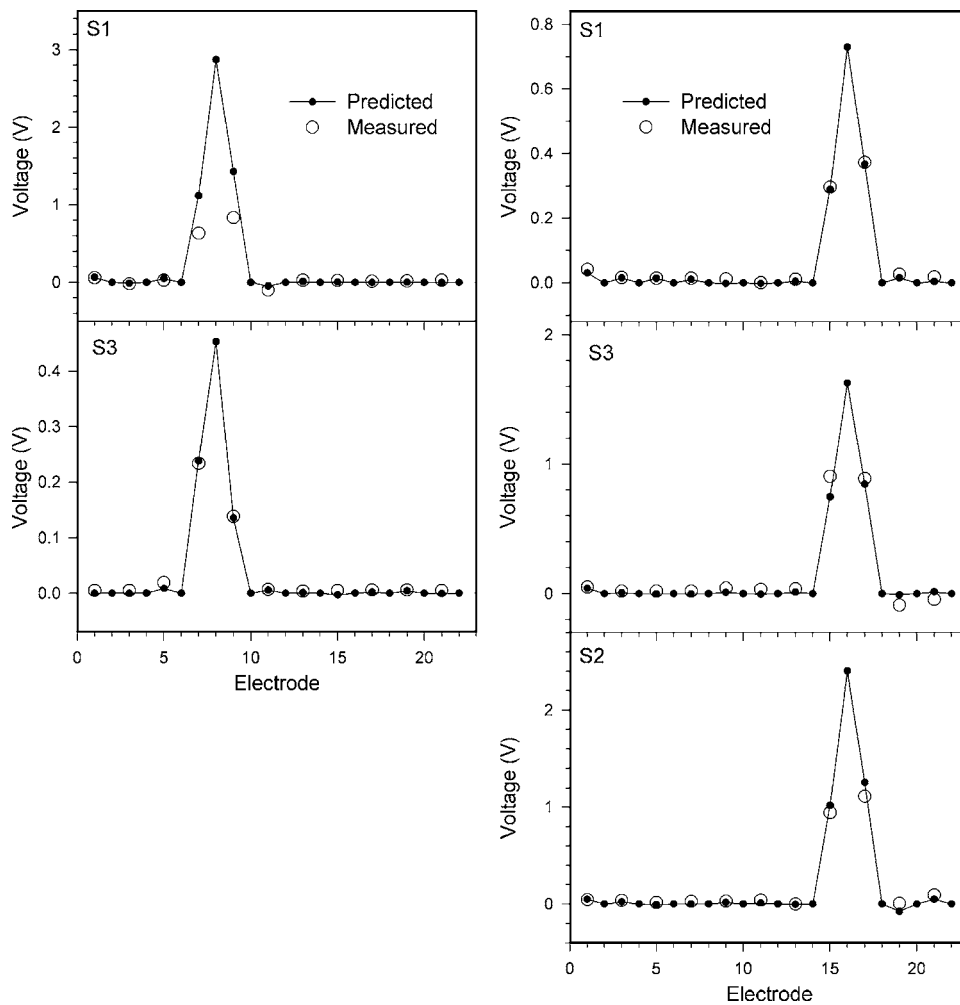 S1
3
2
1
0
Voltage (V)
Predicted
Measured
S3
0.4
0.3
0.2
0.1
0.0
Voltage (V)
0 5 10 15 20
Electrode
S1
0.8
0.6
0.4
0.2
0.0
Voltage (V)
Predicted
Measured
S3
2
1
0
Voltage (V)
S2
2
1
0
Voltage (V)
0 5 10 15 20
Electrode